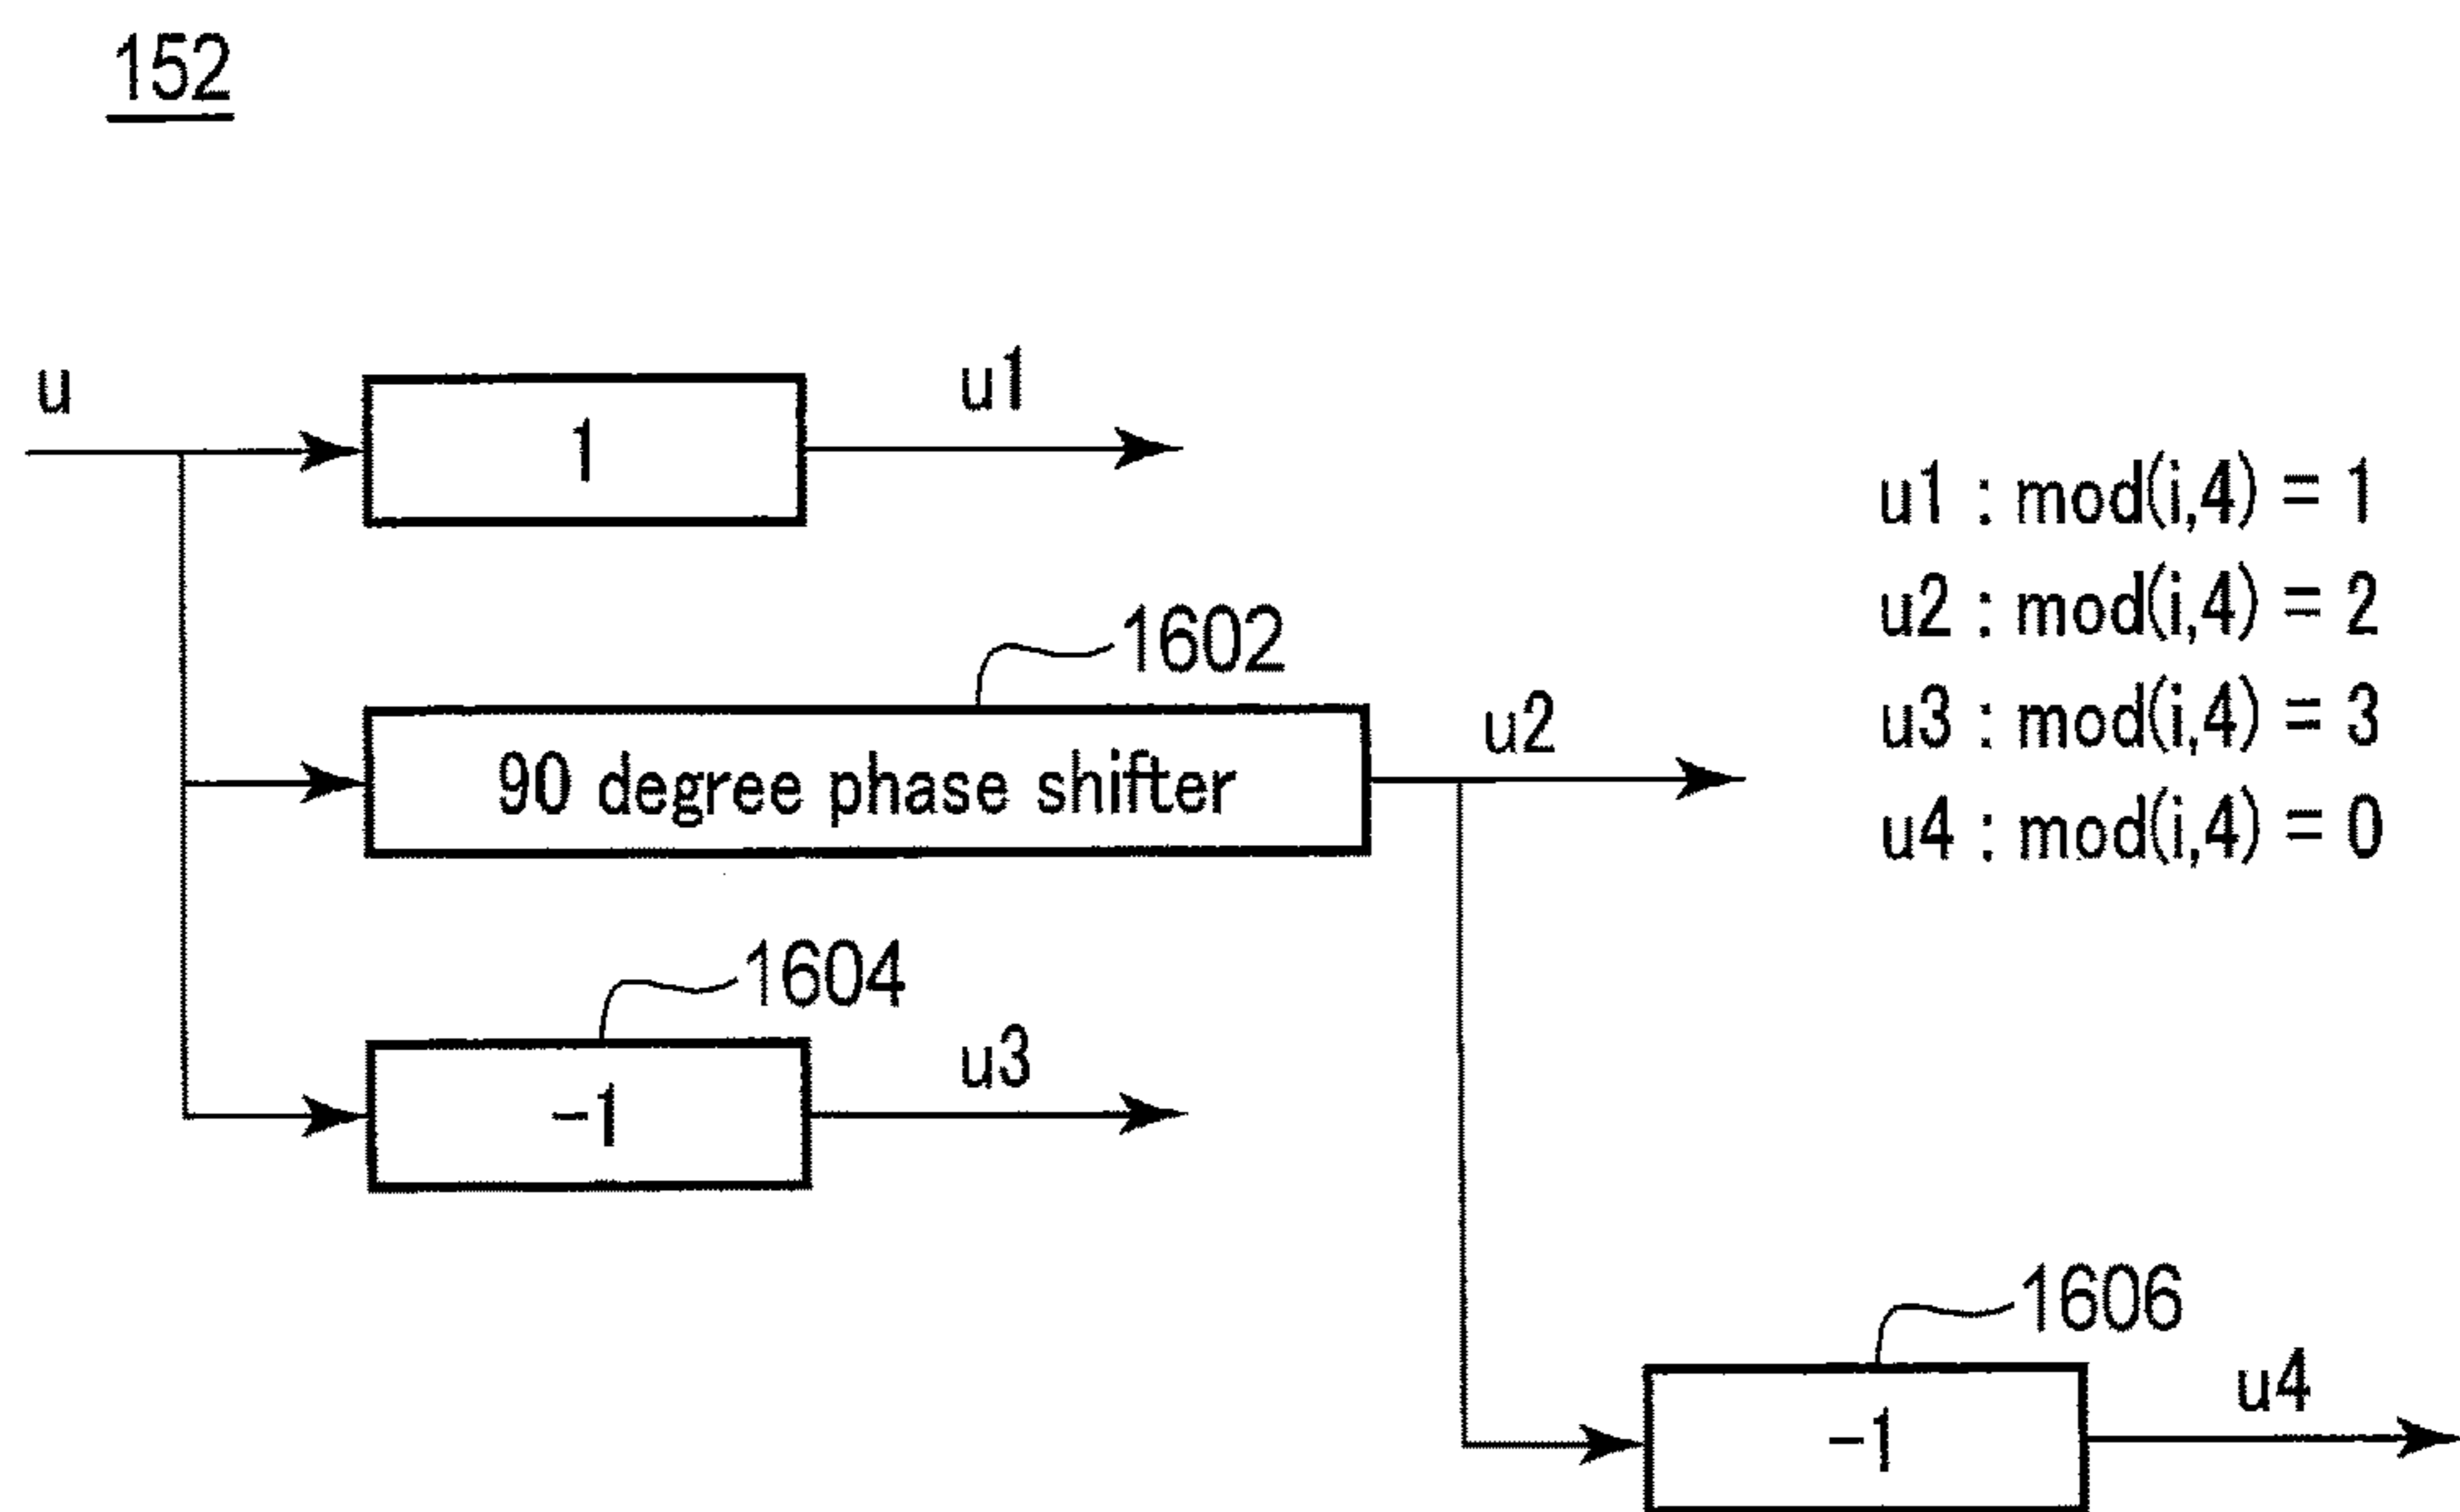 152
u
1
u1
u1 : mod(i,4) = 1
u2 : mod(i,4) = 2
u3 : mod(i,4) = 3
u4 : mod(i,4) = 0
1602
90 degree phase shifter
u2
1604
-1
u3
1606
-1
u4